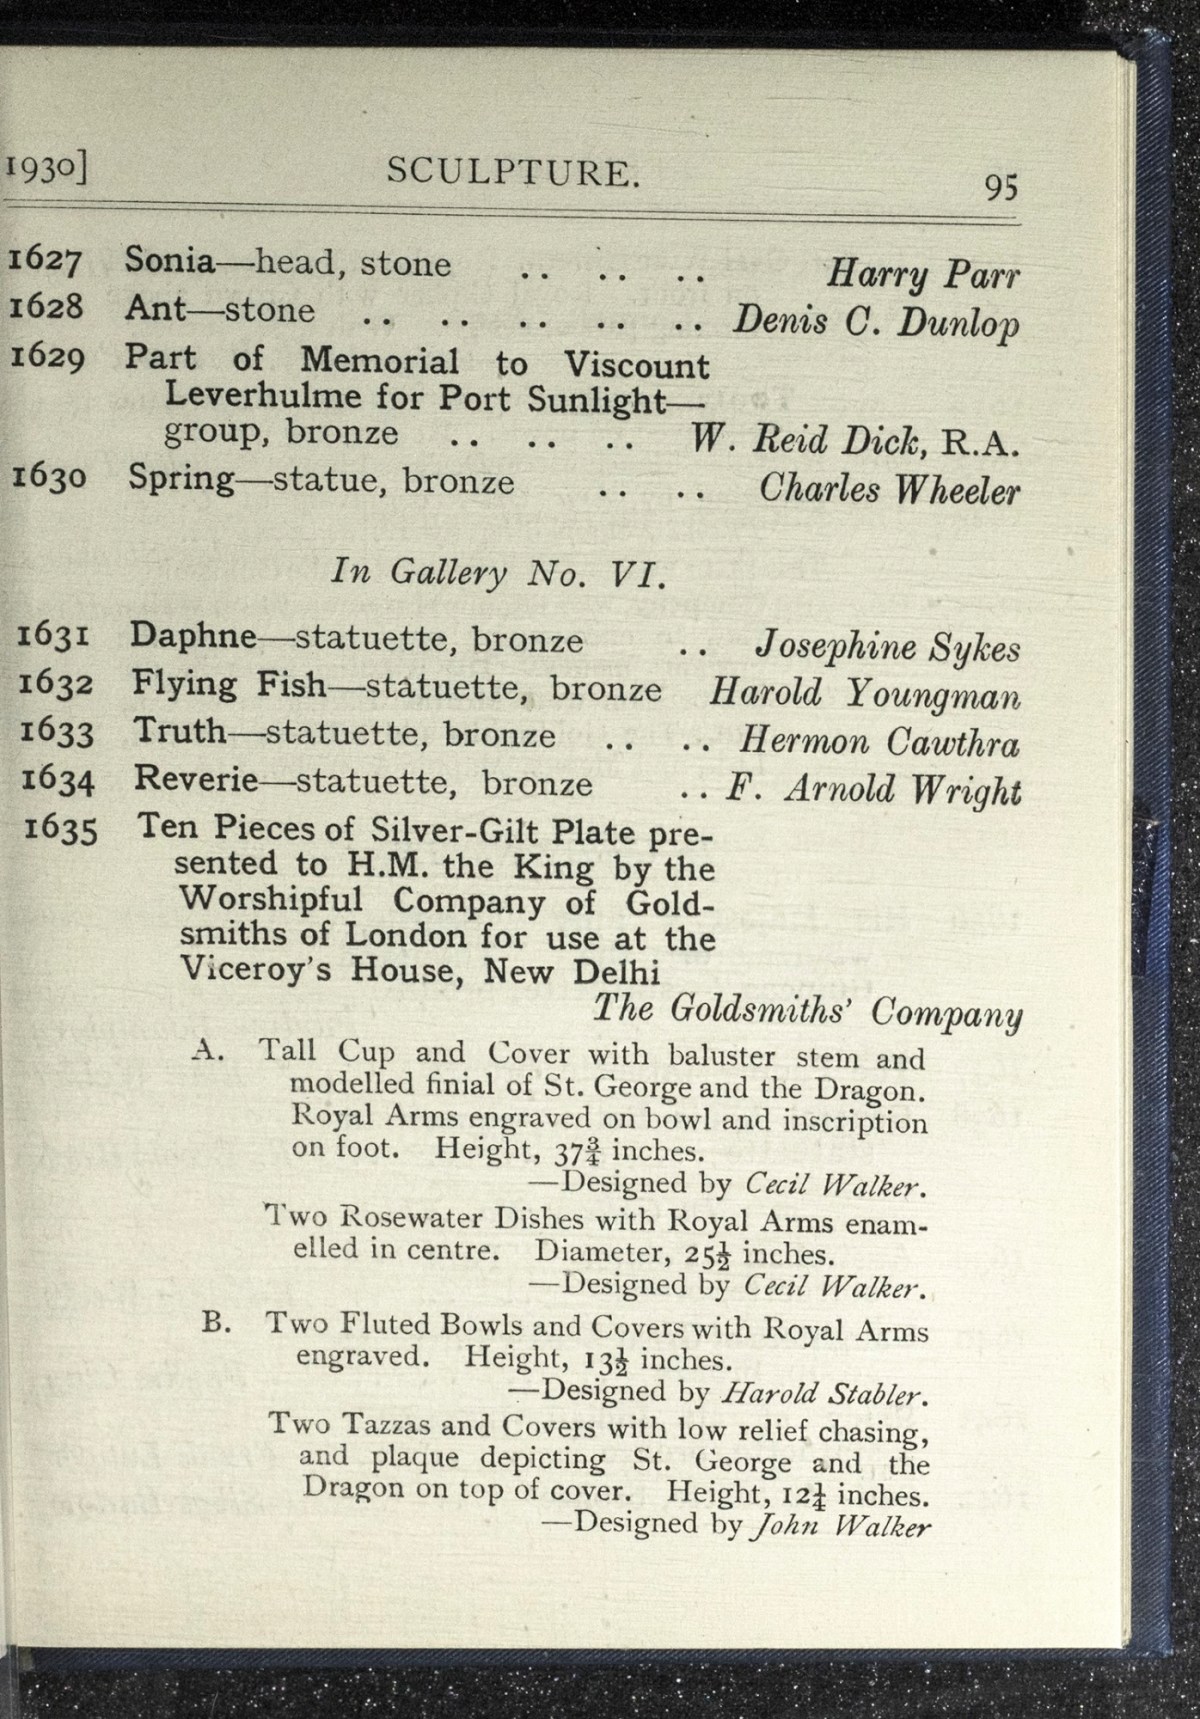 1930] SCULPTURE. 95
1627 Sonia—head, stone .. .. .. Harry Parr
1628 Ant—stone .. .. .. .. .. Denis C. Dunlop
1629 Part of Memorial to Viscount
Leverhulme for Port Sunlight—
group, bronze .. .. .. W. Reid Dick, R.A.
1630 Spring—statue, bronze .. .. Charles Wheeler
In Gallery No. VI.
1631 Daphne—statuette, bronze .. Josephine Sykes
1632 Flying Fish—statuette, bronze Harold Youngman
1633 Truth—statuette, bronze .. .. Hermon Cawthra
1634 Reverie—statuette, bronze .. F. Arnold Wright
1635 Ten Pieces of Silver-Gilt Plate pre-
sented to H.M. the King by the
Worshipful Company of Gold-
smiths of London for use at the
Viceroy's House, New Delhi
The Goldsmiths' Company
A. Tall Cup and Cover with baluster stem and
modelled finial of St. George and the Dragon.
Royal Arms engraved on bowl and inscription
on foot. Height, 37¾ inches.
—Designed by Cecil Walker.
Two Rosewater Dishes with Royal Arms enam-
elled in centre. Diameter, 25½ inches.
—Designed by Cecil Walker.
B. Two Fluted Bowls and Covers with Royal Arms
engraved. Height, 13½ inches.
—Designed by Harold Stabler.
Two Tazzas and Covers with low relief chasing,
and plaque depicting St. George and the
Dragon on top of cover. Height, 12¼ inches.
—Designed by John Walker